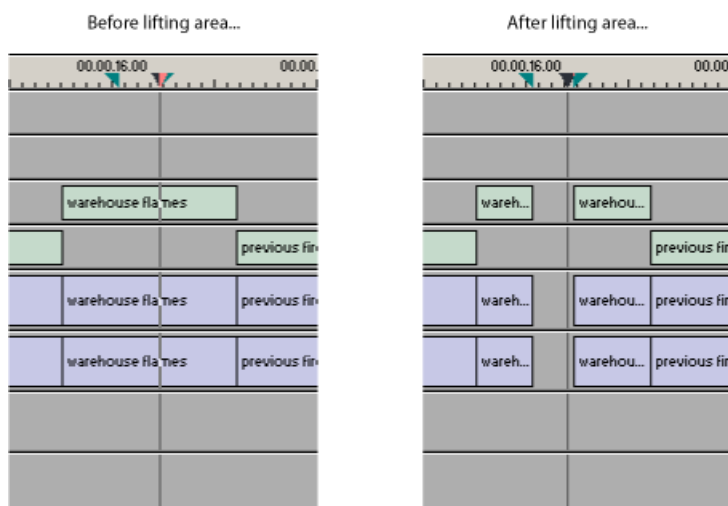 Before lifting area...
After lifting area...
00.00.16.00
00.00.
00.00.16.00
00.00
warehouse flames
wareh...
warehou...
previous fir
previous fir
warehouse flames
previous fir
wareh...
warehou...
previous fir
warehouse flames
previous fir
wareh...
warehou...
previous fir